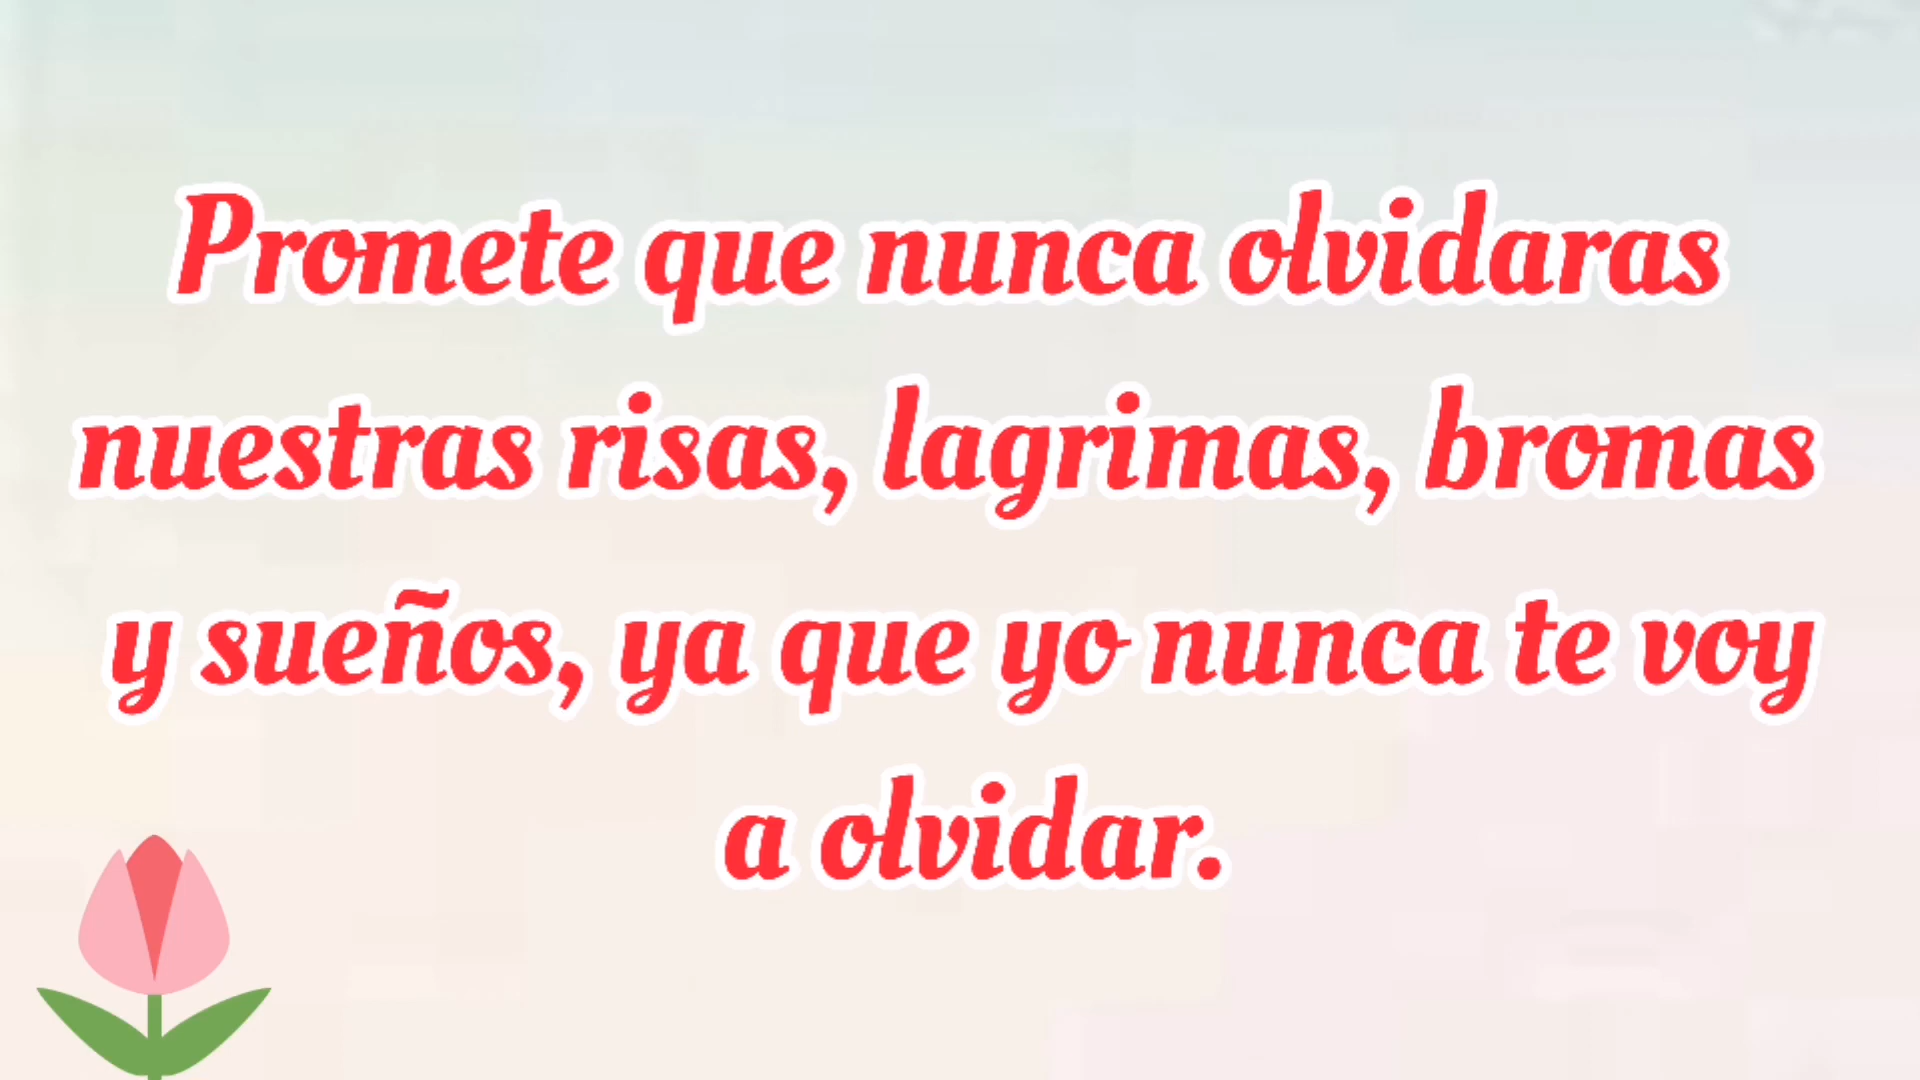 Promete que nunca olvidaras
nuestras risas, lagrimas, bromas
y sueños, ya que yo nunca te voy
a olvidar.